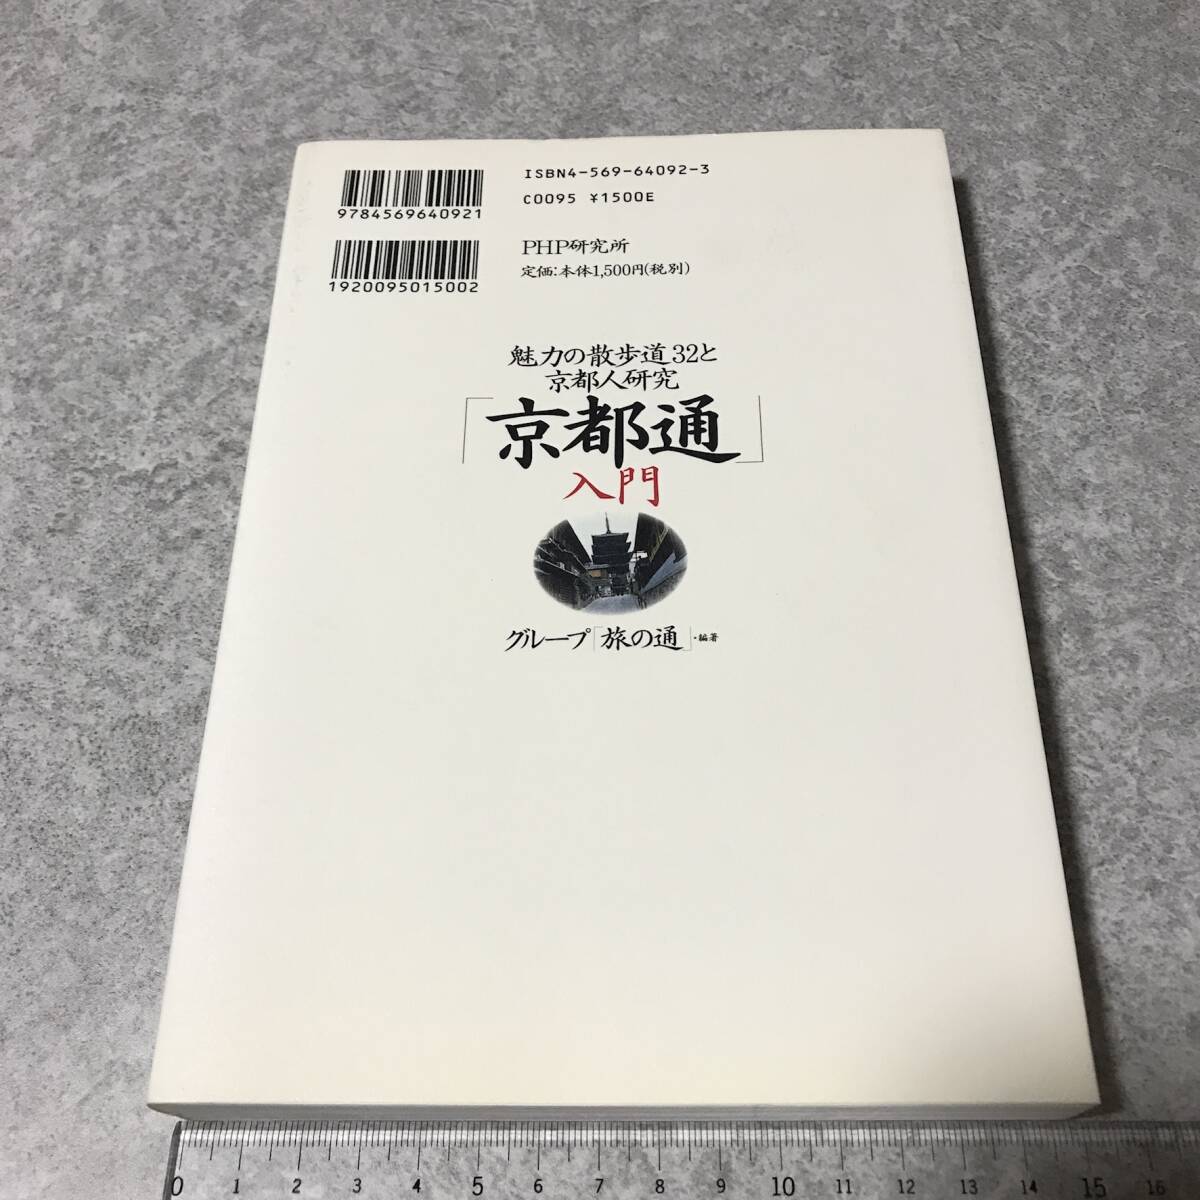 ISBN4-569-64092-3
C0095 ¥1500E
9784569640921
PHP研究所
定価:本体1,500円(税別)
1920095015002
魅力の散歩道32と
京都人研究
「京都通」
入門
グループ「旅の通」・編著
0 1 2 3 4 5 6 7 8 9 10 11 12 13 14 15 16